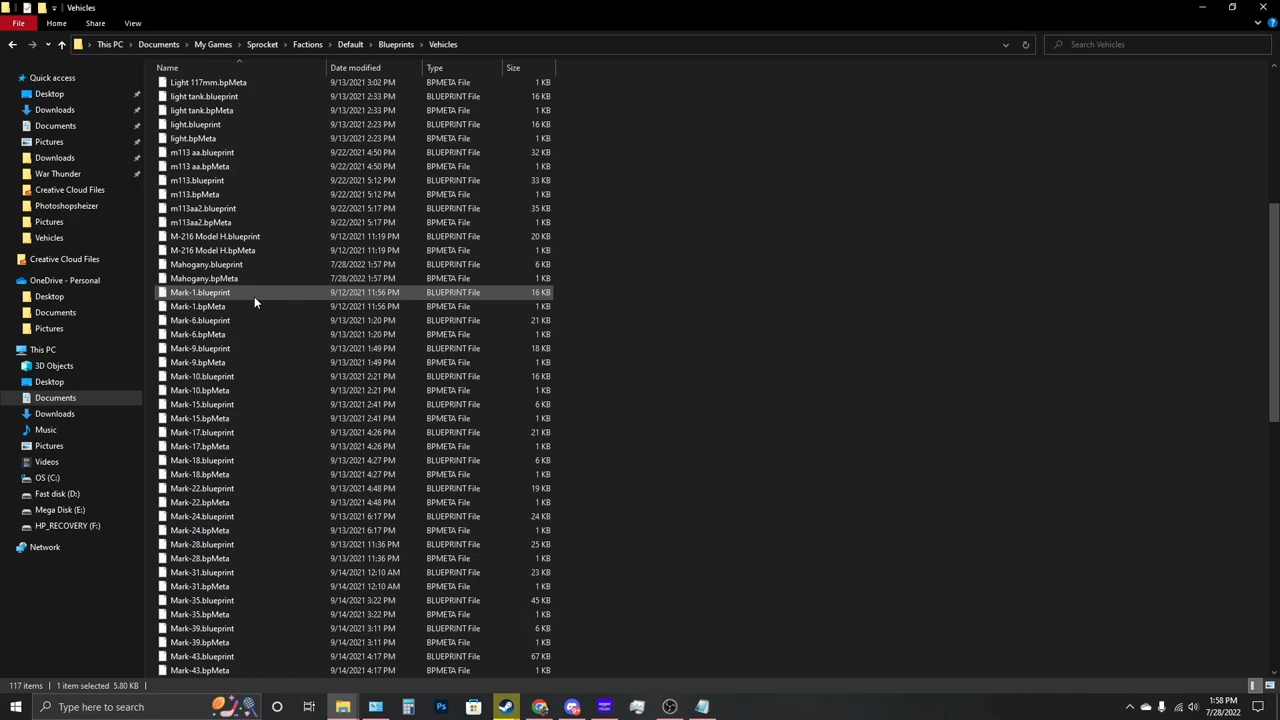 Vehicles
File Home Share View
This PC Documents My Games Sprocket Factions Default Blueprints Vehicles
Search Vehicles
Name Date modified Type Size
Quick access
Desktop
Downloads
Documents
Pictures
Downloads
War Thunder
Creative Cloud Files
Photoshopsheizer
Pictures
Vehicles
Creative Cloud Files
OneDrive - Personal
Desktop
Documents
Pictures
This PC
3D Objects
Desktop
Documents
Downloads
Music
Pictures
Videos
OS (C:)
Fast disk (D:)
Mega Disk (E:)
HP_RECOVERY (F:)
Network
Light 117mm.bpMeta 9/13/2021 3:02 PM BPMETA File 1 KB
light tank.blueprint 9/13/2021 2:33 PM BLUEPRINT File 16 KB
light tank.bpMeta 9/13/2021 2:33 PM BPMETA File 1 KB
light.blueprint 9/13/2021 2:23 PM BLUEPRINT File 16 KB
light.bpMeta 9/13/2021 2:23 PM BPMETA File 1 KB
m113 aa.blueprint 9/22/2021 4:50 PM BLUEPRINT File 32 KB
m113 aa.bpMeta 9/22/2021 4:50 PM BPMETA File 1 KB
m113.blueprint 9/22/2021 5:12 PM BLUEPRINT File 33 KB
m113.bpMeta 9/22/2021 5:12 PM BPMETA File 1 KB
m113aa2.blueprint 9/22/2021 5:17 PM BLUEPRINT File 35 KB
m113aa2.bpMeta 9/22/2021 5:17 PM BPMETA File 1 KB
M-216 Model H.blueprint 9/12/2021 11:19 PM BLUEPRINT File 20 KB
M-216 Model H.bpMeta 9/12/2021 11:19 PM BPMETA File 1 KB
Mahogany.blueprint 7/28/2022 1:57 PM BLUEPRINT File 6 KB
Mahogany.bpMeta 7/28/2022 1:57 PM BPMETA File 1 KB
Mark-1.blueprint 9/12/2021 11:56 PM BLUEPRINT File 16 KB
Mark-1.bpMeta 9/12/2021 11:56 PM BPMETA File 1 KB
Mark-6.blueprint 9/13/2021 1:20 PM BLUEPRINT File 21 KB
Mark-6.bpMeta 9/13/2021 1:20 PM BPMETA File 1 KB
Mark-9.blueprint 9/13/2021 1:49 PM BLUEPRINT File 18 KB
Mark-9.bpMeta 9/13/2021 1:49 PM BPMETA File 1 KB
Mark-10.blueprint 9/13/2021 2:21 PM BLUEPRINT File 16 KB
Mark-10.bpMeta 9/13/2021 2:21 PM BPMETA File 1 KB
Mark-15.blueprint 9/13/2021 2:41 PM BLUEPRINT File 6 KB
Mark-15.bpMeta 9/13/2021 2:41 PM BPMETA File 1 KB
Mark-17.blueprint 9/13/2021 4:26 PM BLUEPRINT File 21 KB
Mark-17.bpMeta 9/13/2021 4:26 PM BPMETA File 1 KB
Mark-18.blueprint 9/13/2021 4:27 PM BLUEPRINT File 6 KB
Mark-18.bpMeta 9/13/2021 4:27 PM BPMETA File 1 KB
Mark-22.blueprint 9/13/2021 4:48 PM BLUEPRINT File 19 KB
Mark-22.bpMeta 9/13/2021 4:48 PM BPMETA File 1 KB
Mark-24.blueprint 9/13/2021 6:17 PM BLUEPRINT File 24 KB
Mark-24.bpMeta 9/13/2021 6:17 PM BPMETA File 1 KB
Mark-28.blueprint 9/13/2021 11:36 PM BLUEPRINT File 25 KB
Mark-28.bpMeta 9/13/2021 11:36 PM BPMETA File 1 KB
Mark-31.blueprint 9/14/2021 12:10 AM BLUEPRINT File 23 KB
Mark-31.bpMeta 9/14/2021 12:10 AM BPMETA File 1 KB
Mark-35.blueprint 9/14/2021 3:22 PM BLUEPRINT File 45 KB
Mark-35.bpMeta 9/14/2021 3:22 PM BPMETA File 1 KB
Mark-39.blueprint 9/14/2021 3:11 PM BLUEPRINT File 6 KB
Mark-39.bpMeta 9/14/2021 3:11 PM BPMETA File 1 KB
Mark-43.blueprint 9/14/2021 4:17 PM BLUEPRINT File 67 KB
Mark-43.bpMeta 9/14/2021 4:17 PM BPMETA File 1 KB
117 items 1 item selected 5.80 KB
Type here to search
1:58 PM
7/28/2022